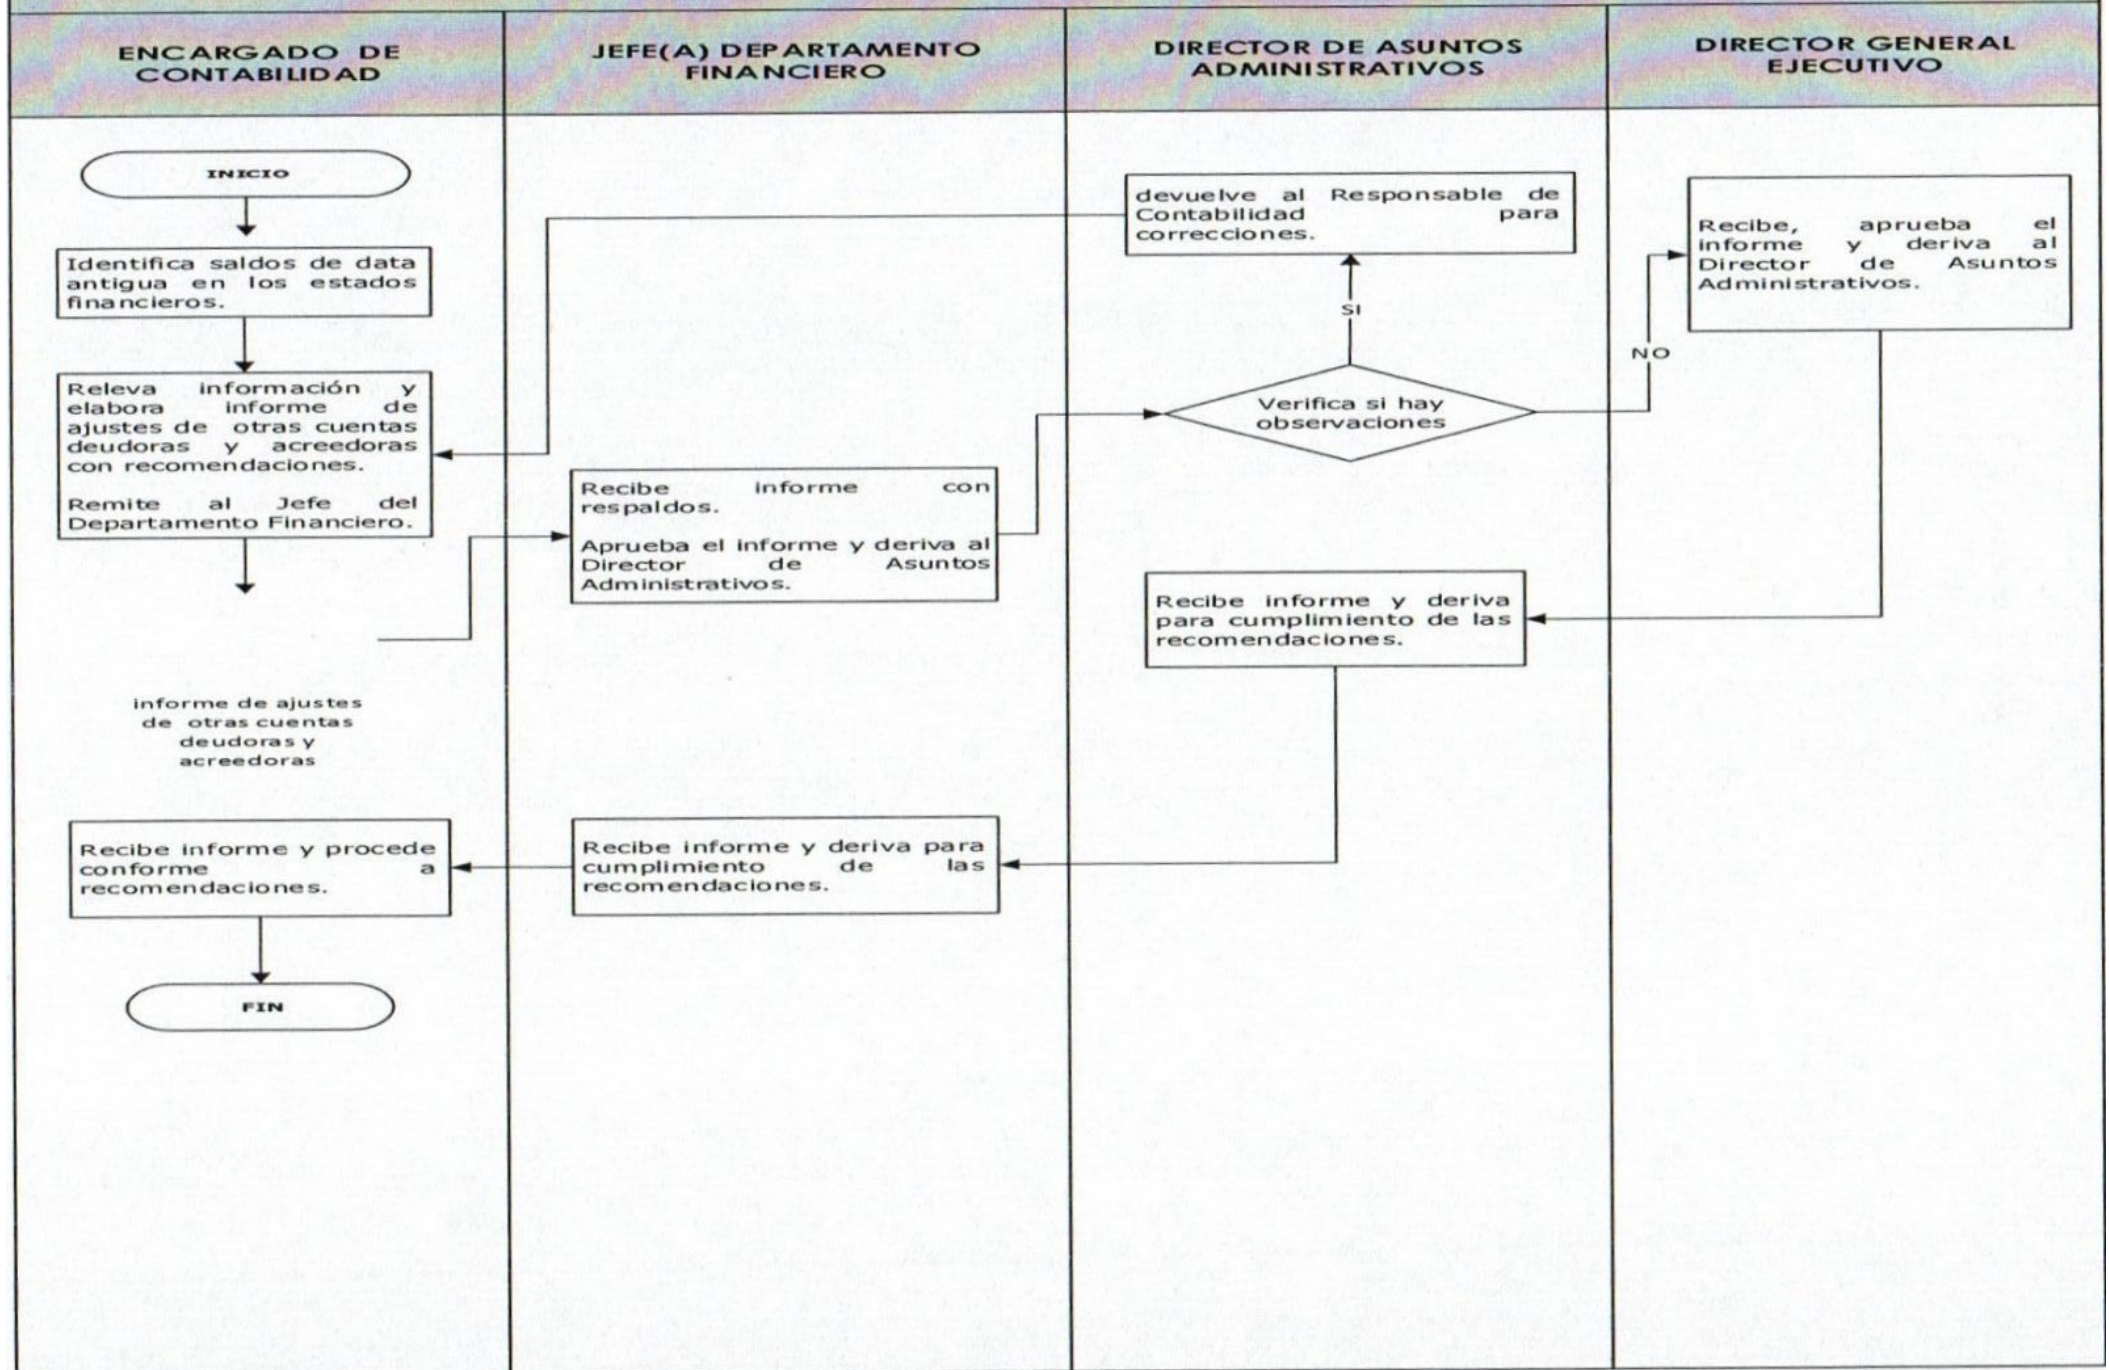 ENCARGADO DE
CONTABILIDAD
JEFE(A) DEPARTAMENTO
FINANCIERO
DIRECTOR DE ASUNTOS
ADMINISTRATIVOS
DIRECTOR GENERAL
EJECUTIVO
INICIO
Identifica saldos de data
antigua en los estados
financieros.
Releva información y
elabora informe de
ajustes de otras cuentas
deudoras y acreedoras
con recomendaciones.
Remite al Jefe del
Departamento Financiero.
informe de ajustes
de otras cuentas
deudoras y
acreedoras
Recibe informe con
respaldos.
Aprueba el informe y deriva al
Director de Asuntos
Administrativos.
devuelve al Responsable de
Contabilidad para
correcciones.
SI
Verifica si hay
observaciones
NO
Recibe, aprueba el
informe y deriva al
Director de Asuntos
Administrativos.
Recibe informe y deriva
para cumplimiento de las
recomendaciones.
Recibe informe y deriva para
cumplimiento de las
recomendaciones.
Recibe informe y procede
conforme a
recomendaciones.
FIN